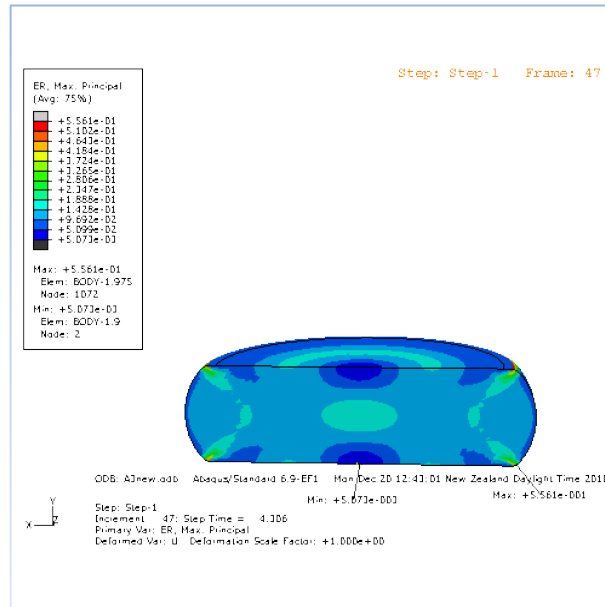 Step: Step-1 Frame: 47
ER, Max. Principal
(Avg: 75%)
+5.561e-01
+5.102e-01
+4.643e-01
+4.184e-01
+3.724e-01
+3.265e-01
+2.806e-01
+2.347e-01
+1.888e-01
+1.428e-01
+9.692e-02
+5.099e-02
+5.073e-03
Max: +5.561e-01
Elem: BODY-1.975
Node: 1072
Min: +5.073e-03
Elem: BODY-1.9
Node: 2
ODB: A3new.odb Abaqus/Standard 6.9-EF1 Mon Dec 20 12:43:01 New Zealand Daylight Time 2010
Min: +5.073e-003
Max: +5.561e-001
Y
X
Z
Step: Step-1
Increment 47: Step Time = 4.306
Primary Var: ER, Max. Principal
Deformed Var: U Deformation Scale Factor: +1.000e+00